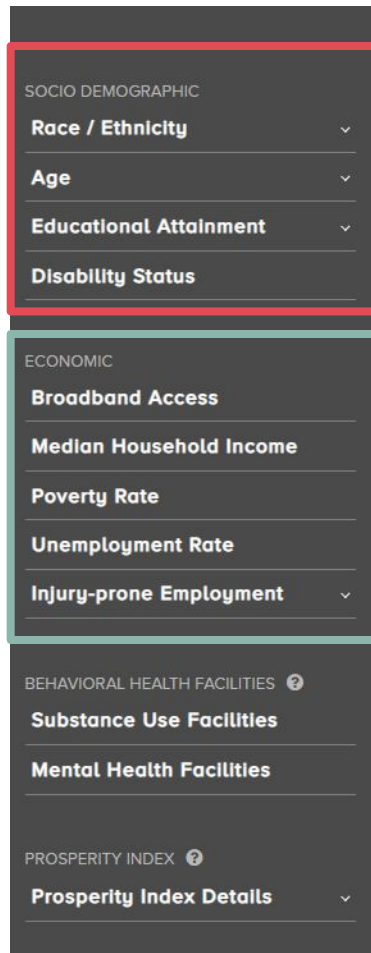 SOCIO DEMOGRAPHIC
Race / Ethnicity
Age
Educational Attainment
Disability Status
ECONOMIC
Broadband Access
Median Household Income
Poverty Rate
Unemployment Rate
Injury-prone Employment
BEHAVIORAL HEALTH FACILITIES ?
Substance Use Facilities
Mental Health Facilities
PROSPERITY INDEX ?
Prosperity Index Details